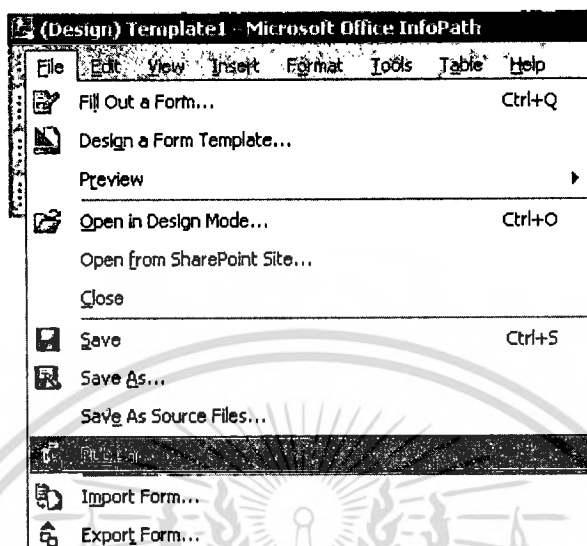 (Design) Template1 - Microsoft Office InfoPath
File Edit View Insert Format Tools Table Help
Fill Out a Form... Ctrl+Q
Design a Form Template...
Preview
Open in Design Mode... Ctrl+O
Open from SharePoint Site...
Close
Save Ctrl+S
Save As...
Save As Source Files...
Import Form...
Export Form...